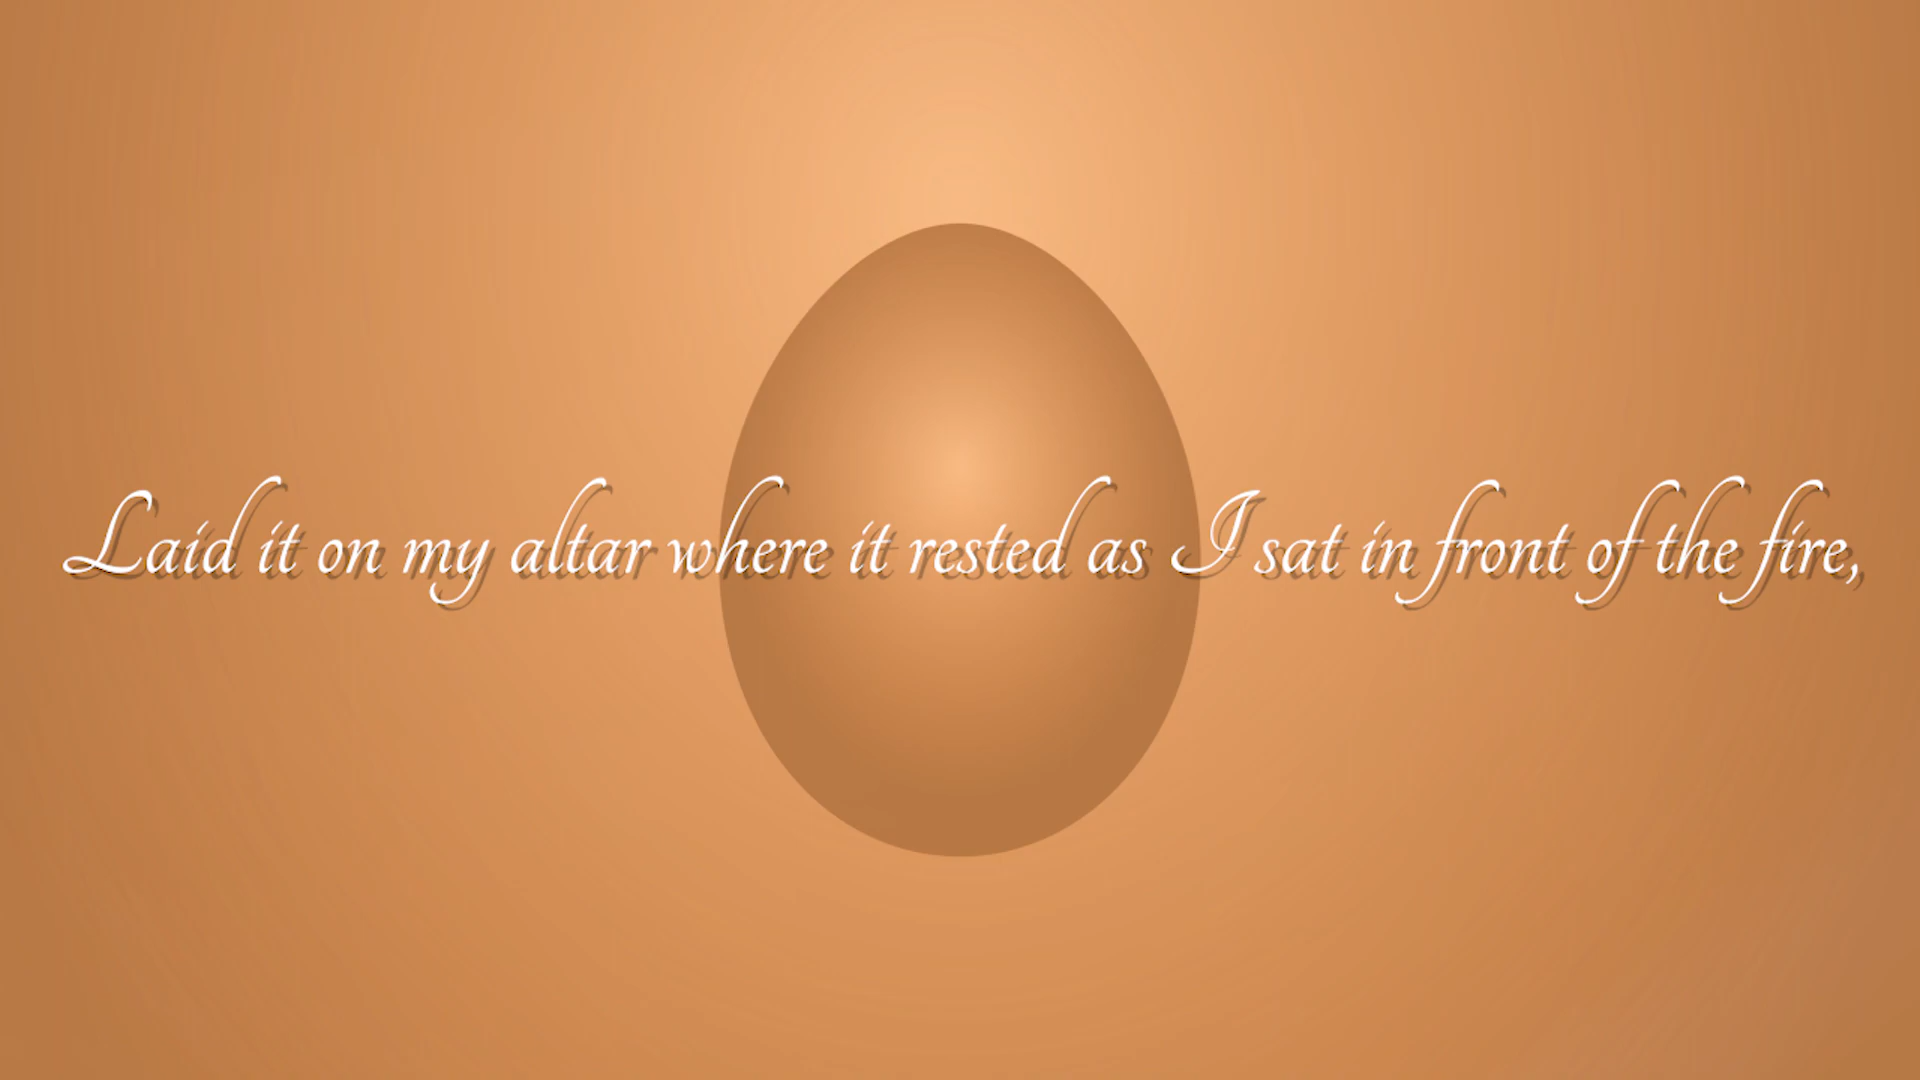 Laid it on my altar where it rested as I sat in front of the fire,